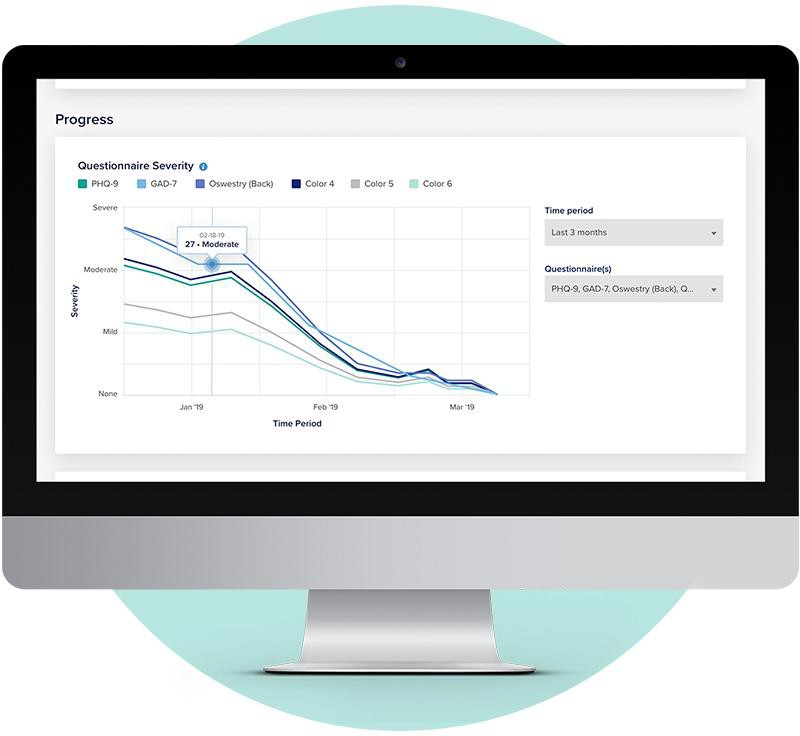 Progress
Questionnaire Severity
PHQ-9 GAD-7 Oswestry (Back) Color 4 Color 5 Color 6
Severe
Moderate
Mild
None
Severity
02-18-19
27 • Moderate
Jan '19 Feb '19 Mar '19
Time Period
Time period
Last 3 months
Questionnaire(s)
PHQ-9, GAD-7, Oswestry (Back), Q...